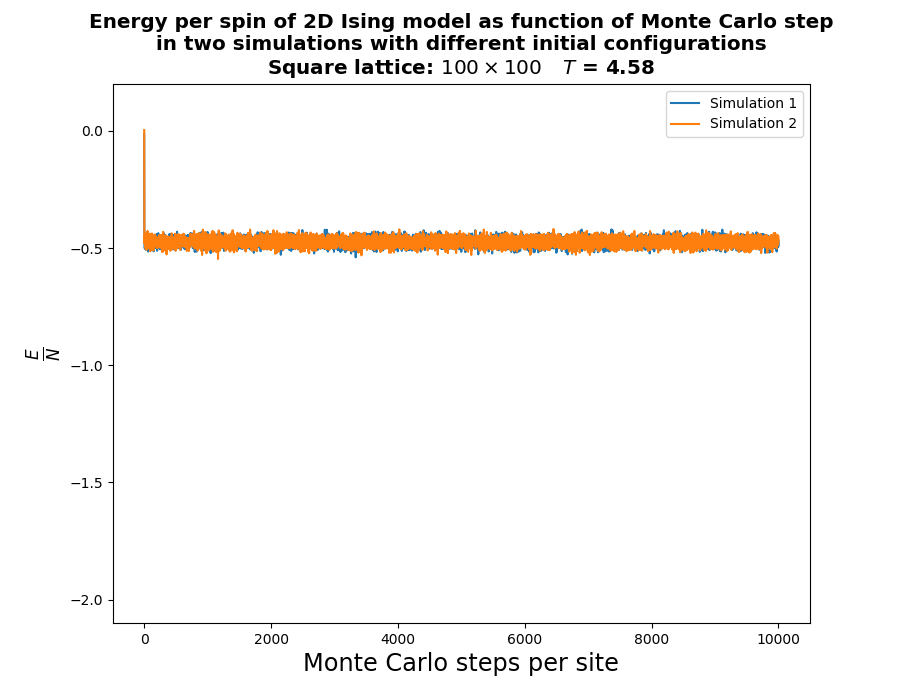 Energy per spin of 2D Ising model as function of Monte Carlo step
in two simulations with different initial configurations
Square lattice: 100 × 100 T = 4.58
Simulation 1
Simulation 2
0.0
−0.5
−1.0
−1.5
−2.0
E
N
0 2000 4000 6000 8000 10000
Monte Carlo steps per site